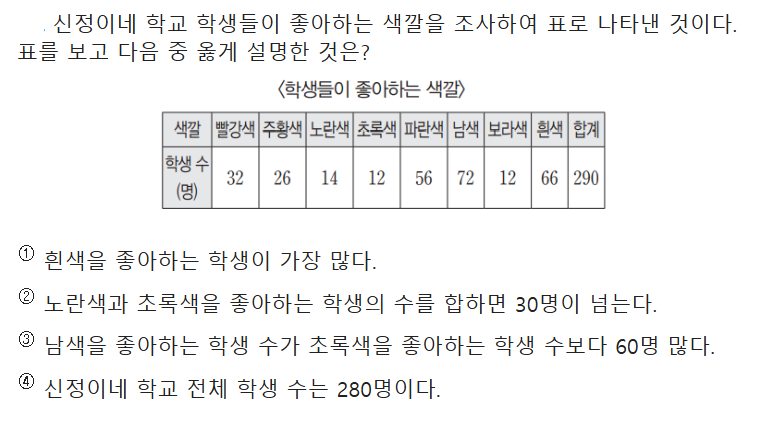 신정이네 학교 학생들이 좋아하는 색깔을 조사하여 표로 나타낸 것이다.
표를 보고 다음 중 옳게 설명한 것은?
〈학생들이 좋아하는 색깔〉
색깔 빨강색 주황색 노란색 초록색 파란색 남색 보라색 흰색 합계
학생 수
(명) 32 26 14 12 56 72 12 66 290
① 흰색을 좋아하는 학생이 가장 많다.
② 노란색과 초록색을 좋아하는 학생의 수를 합하면 30명이 넘는다.
③ 남색을 좋아하는 학생 수가 초록색을 좋아하는 학생 수보다 60명 많다.
④ 신정이네 학교 전체 학생 수는 280명이다.